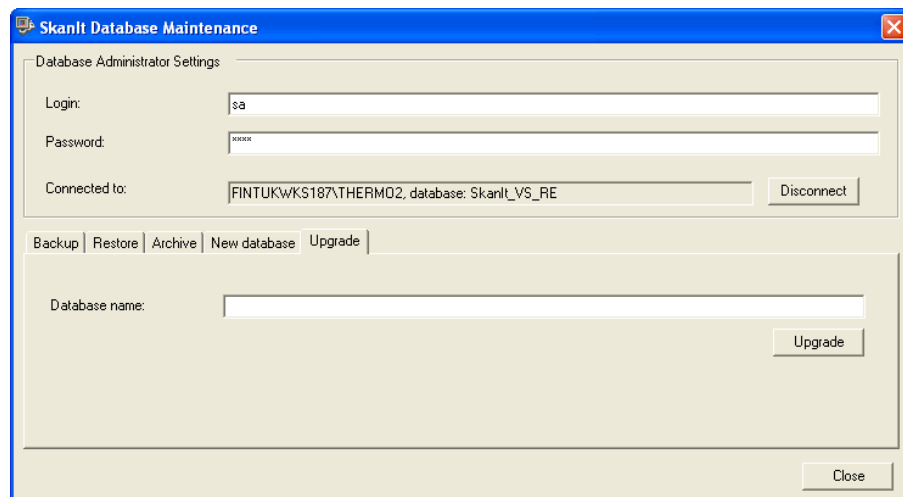 SkanIt Database Maintenance
Database Administrator Settings
Login:
sa
Password:
××××
Connected to:
FINTUKWKS187\THERMO2, database: SkanIt_VS_RE
Disconnect
Backup
Restore
Archive
New database
Upgrade
Database name:
Upgrade
Close